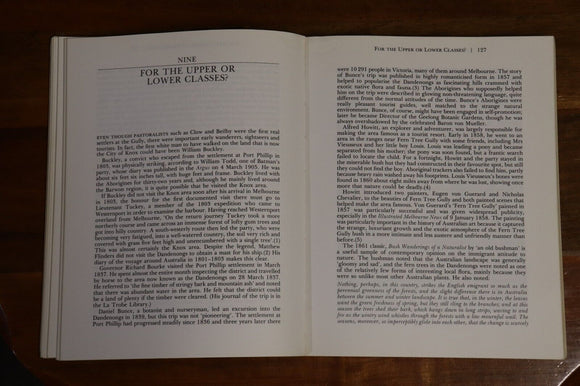 NINE
FOR THE UPPER OR
LOWER CLASSES?
EVEN THOUGH PASTORALISTS such as Clow and Beilby were the first real
settlers at the Gully, there were important early wanderers, sightseers and
tourists. In fact, the first white man to have walked on the land that is now
the City of Knox could have been William Buckley.
Buckley, a convict who escaped from the settlement at Port Phillip in
1803, was physically striking, according to William Todd, one of Batman's
party, whose diary was published in the Argus on 4 March 1905. He was
about six feet six inches tall, with huge face and frame. Buckley lived with
the Aborigines for thirty-two years and, although he mainly lived around
the Barwon region, it is quite possible that he visited the Knox area.
If Buckley did not visit the Knox area soon after his arrival in Melbourne
in 1803, the honour for the first documented visit there must go to
Lieutenant Tuckey, a member of the 1803 expedition who came to
Westernport in order to examine the harbour. Having reached Westernport
overland from Melbourne 'On the return journey Tuckey took a more
northerly course and came across an immense forest of lofty gum trees and
got into hilly country. A south-westerly route then led the party, who were
becoming very fatigued, into a well-watered country, the soil very rich and
covered with grass five feet high and unencumbered with a single tree'(1)
This was almost certainly the Knox area. Despite the legend, Matthew
Flinders did not visit the Dandenongs to obtain a mast for his ship.(2) His
diary of the voyage around Australia in 1801–1803 shows this.
Governor Richard Bourke visited the Port Phillip settlement in March
1837. He spent almost the entire month inspecting the district and travelled
by horse to the area now known as the Dandenongs on 28 March 1837.
He referred to 'the fine timber of stringy bark and mountain ash' and noted
that there was abundant water in the area. He felt that the district could
be a land of plenty if the timber were cleared. (His journal of the trip is in
the La Trobe Library.)
Daniel Bunce, a botanist and nurseryman, led an excursion into the
Dandenongs in 1839, but this trip was not 'pioneering'. The settlement at
Port Phillip had progressed steadily since 1836 and three years later there
FOR THE UPPER OR LOWER CLASSES? | 127
were 10 291 people in Victoria, many of them around Melbourne. The story
of Bunce's trip was published in highly romanticised form in 1857 and
helped to popularise the Dandenongs as fascinating hills crammed with
exotic native flora and fauna.(3) The Aborigines who supposedly helped
him on the trip were described in glowing non-threatening language, quite
different from the normal attitudes of the time. Bunce's Aborigines were
really pleasant tourist guides, well matched to the strange natural
environment. Bunce, of course, might have been engaged in self-promotion;
later he became Director of the Geelong Botanic Gardens, though he was
always overshadowed by the celebrated Baron von Mueller.
Alfred Howitt, an explorer and adventurer, was largely responsible for
making the area famous as a tourist resort. Early in 1858, he went to sees
an area in the ranges near Fern Tree Gully with some friends, including Mrs
Vieusseux and her little boy Louis. Louis was leading a pony and became
separated from his mother; the pony was soon found, but a frantic search
failed to locate the child. For a fortnight, Howitt and the party stayed in
the miserable bush hut they had constructed in their favourite spot, but still
they could not find the boy. Aboriginal trackers also failed to find him, partly
because heavy rain washed away his footprints. Louis Vieusseux's bones were
found in 1860 about eight miles away from where he was lost, showing once
more that nature could be deadly.(4)
Howitt introduced two painters, Eugen von Guerard and Nicholas
Chevalier, to the beauties of Fern Tree Gully and both painted scenes that
helped make the area famous. Von Guerard's 'Fern Tree Gully' painted in
1857 was particularly successful and was given widespread publicity,
especially in the Illustrated Melbourne News of 9 January 1858. The painting
was important because it accurately portrayed the strange, massive,
luxuriant beauty of the growth exotic to Europeans. Chevalier painted the
Gully but in a more intimate and less austere and unfriendly manner than
before.(5)
The 1861 classic, Bush Wanderings of a Naturalist by 'an old bushman' is
a useful sample of contemporary opinion on the immigrant attitude to
nature. The bushman noted that the Australian landscape was generally
'gloomy and sad'; and the fern trees in the Dandenongs were noted as one
of the relatively few forms of interesting local flora, mainly because they
were so unlike most other Australian plants. He also noted:
Nothing, perhaps, in this country, strikes the English emigrant so much as the
perennial greenness of the forest, and the slight difference there is in Australia
between the summer and winter landscape. It is true that, in winter, the leaves
want the green freshness of spring, but they still cling to the branches, and at this
season the trees shed their bark, which hangs down in long strips, waving to and
fro as the wintry wind whistles through the forests with a low mournful wail. The
seasons, moreover, so imperceptibly glide into each other, that the change is scarcely